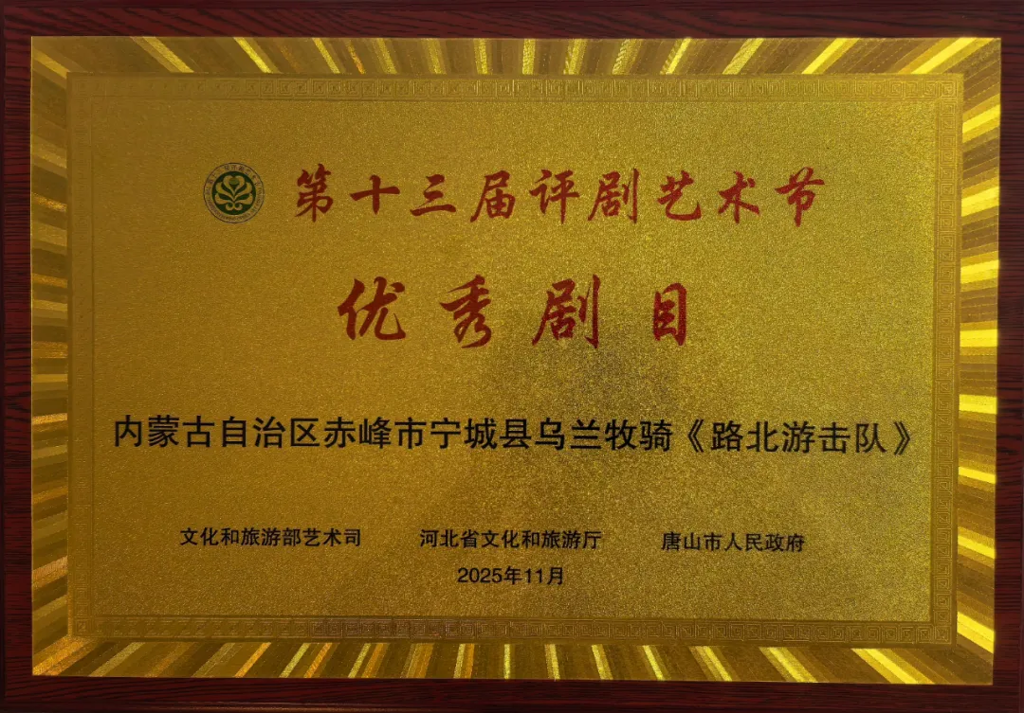 第十三届评剧艺术节
优秀剧目
内蒙古自治区赤峰市宁城县乌兰牧骑《路北游击队》
文化和旅游部艺术司 河北省文化和旅游厅 唐山市人民政府
2025年11月